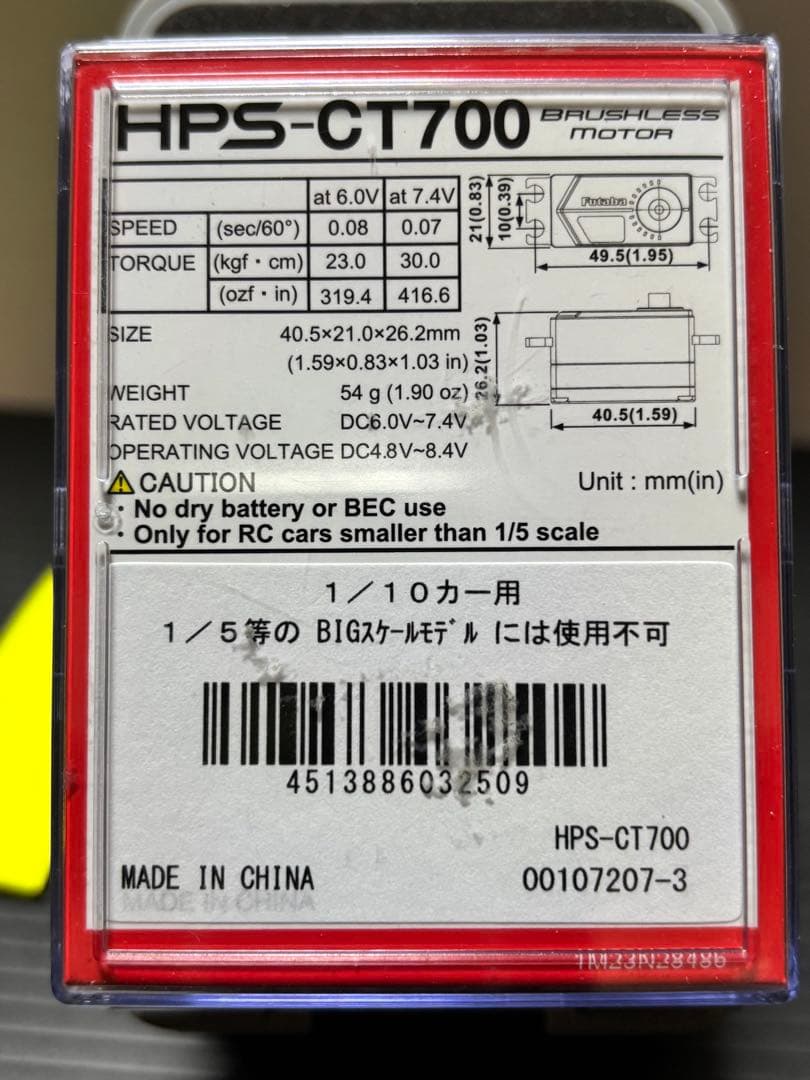 HPS-CT700 BRUSHLESS MOTOR
at 6.0V at 7.4V
SPEED (sec/60°) 0.08 0.07
TORQUE (kgf・cm) 23.0 30.0
(ozf・in) 319.4 416.6
21(0.83)
10(0.39)
Futaba
49.5(1.95)
SIZE 40.5×21.0×26.2mm
(1.59×0.83×1.03 in)
WEIGHT 54 g (1.90 oz)
RATED VOLTAGE DC6.0V~7.4V
OPERATING VOLTAGE DC4.8V~8.4V
26.2(1.03)
40.5(1.59)
CAUTION Unit : mm(in)
・No dry battery or BEC use
・Only for RC cars smaller than 1/5 scale
1／10カー用
1／5等の BIGｽｹｰﾙﾓﾃﾞﾙ には使用不可
4513886032509
HPS-CT700
MADE IN CHINA 00107207-3
MADE IN CHINA
1M23N28486